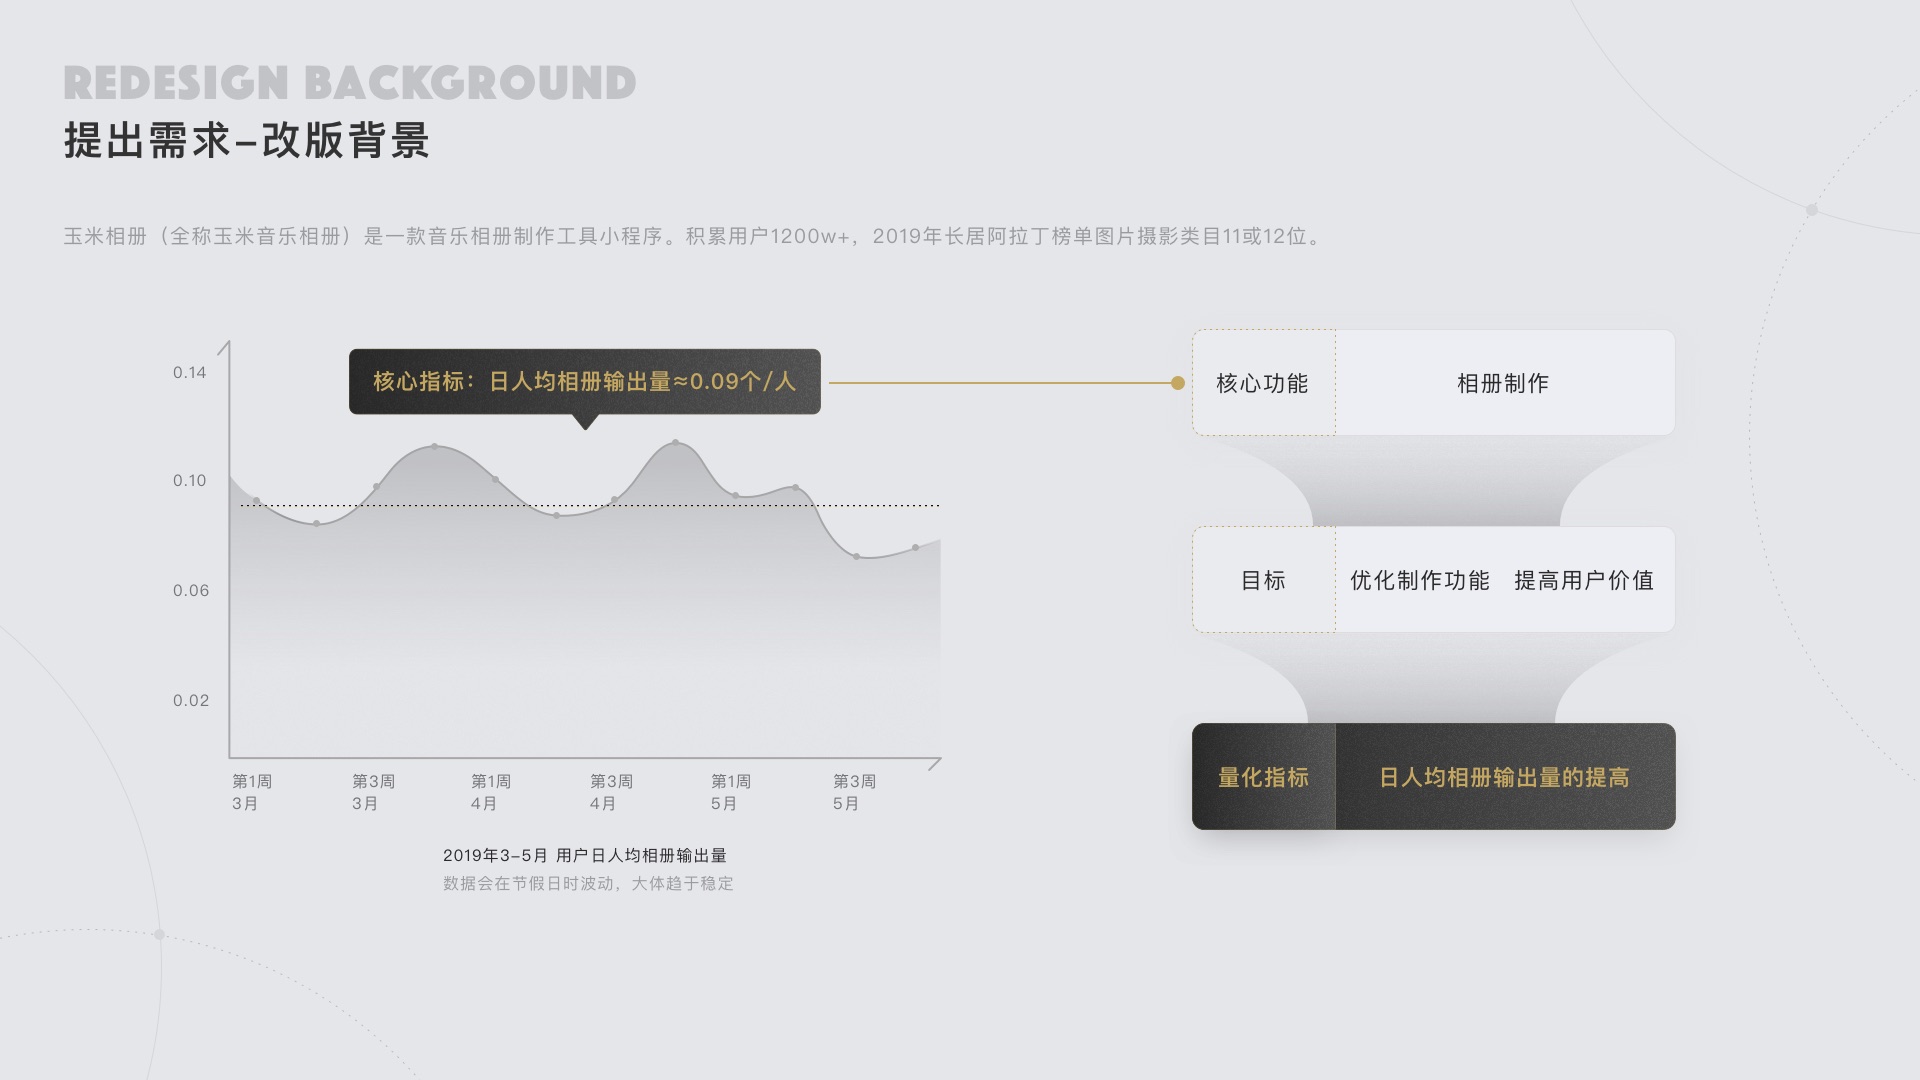 REDESIGN BACKGROUND
提出需求–改版背景
玉米相册（全称玉米音乐相册）是一款音乐相册制作工具小程序。积累用户1200w+，2019年长居阿拉丁榜单图片摄影类目11或12位。
核心指标：日人均相册输出量≈0.09个/人
0.14
0.10
0.06
0.02
第1周
3月
第3周
3月
第1周
4月
第3周
4月
第1周
5月
第3周
5月
2019年3–5月 用户日人均相册输出量
数据会在节假日时波动，大体趋于稳定
核心功能 相册制作
目标 优化制作功能 提高用户价值
量化指标 日人均相册输出量的提高